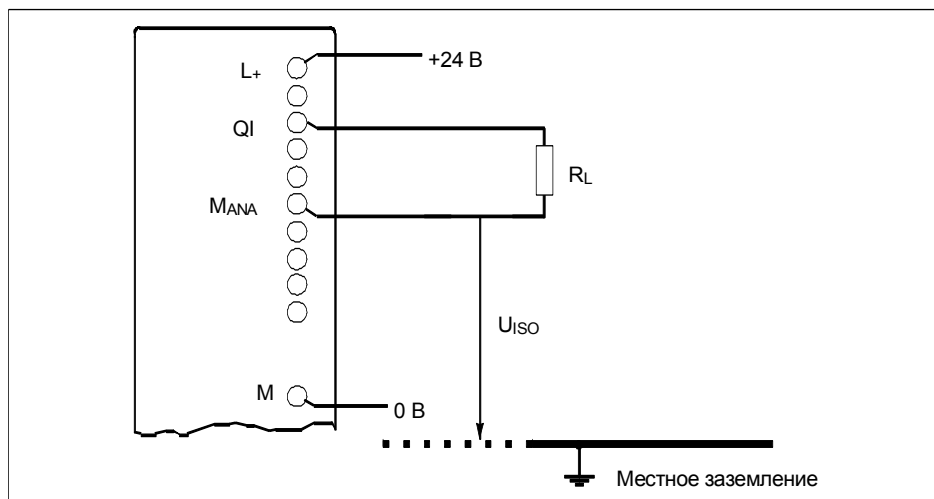 L+
+24 В
QI
RL
MANA
UISO
M
0 В
Местное заземление